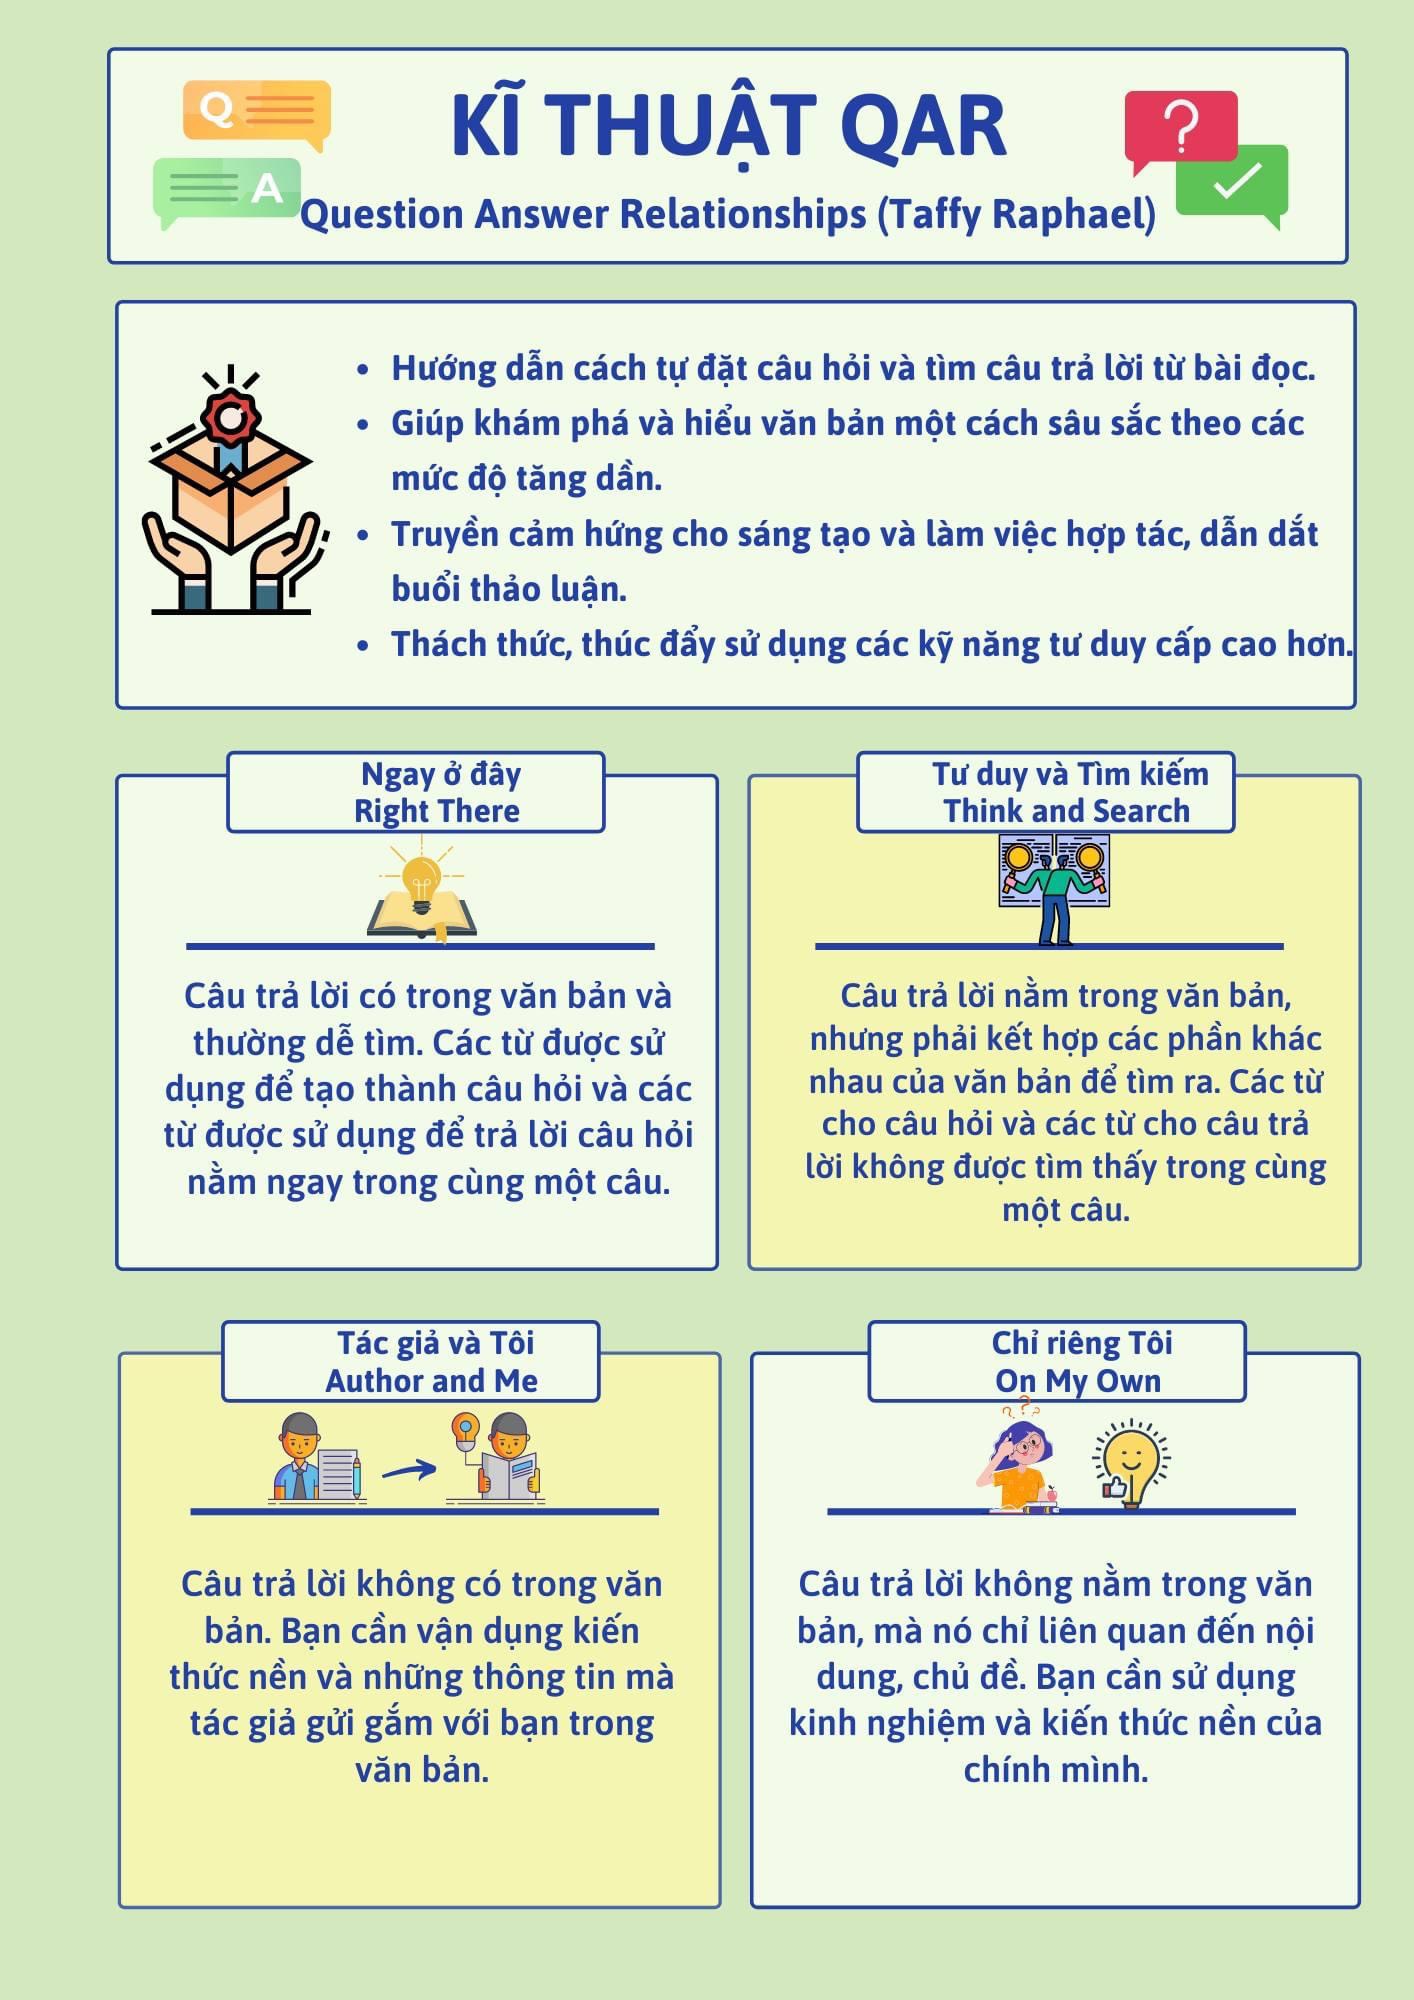 Q
A
KĨ THUẬT QAR
Question Answer Relationships (Taffy Raphael)
?
• Hướng dẫn cách tự đặt câu hỏi và tìm câu trả lời từ bài đọc.
• Giúp khám phá và hiểu văn bản một cách sâu sắc theo các
mức độ tăng dần.
• Truyền cảm hứng cho sáng tạo và làm việc hợp tác, dẫn dắt
buổi thảo luận.
• Thách thức, thúc đẩy sử dụng các kỹ năng tư duy cấp cao hơn.
Ngay ở đây
Right There
Câu trả lời có trong văn bản và
thường dễ tìm. Các từ được sử
dụng để tạo thành câu hỏi và các
từ được sử dụng để trả lời câu hỏi
nằm ngay trong cùng một câu.
Tư duy và Tìm kiếm
Think and Search
Câu trả lời nằm trong văn bản,
nhưng phải kết hợp các phần khác
nhau của văn bản để tìm ra. Các từ
cho câu hỏi và các từ cho câu trả
lời không được tìm thấy trong cùng
một câu.
Tác giả và Tôi
Author and Me
Câu trả lời không có trong văn
bản. Bạn cần vận dụng kiến
thức nền và những thông tin mà
tác giả gửi gắm với bạn trong
văn bản.
Chỉ riêng Tôi
On My Own
? ? ?
Câu trả lời không nằm trong văn
bản, mà nó chỉ liên quan đến nội
dung, chủ đề. Bạn cần sử dụng
kinh nghiệm và kiến thức nền của
chính mình.